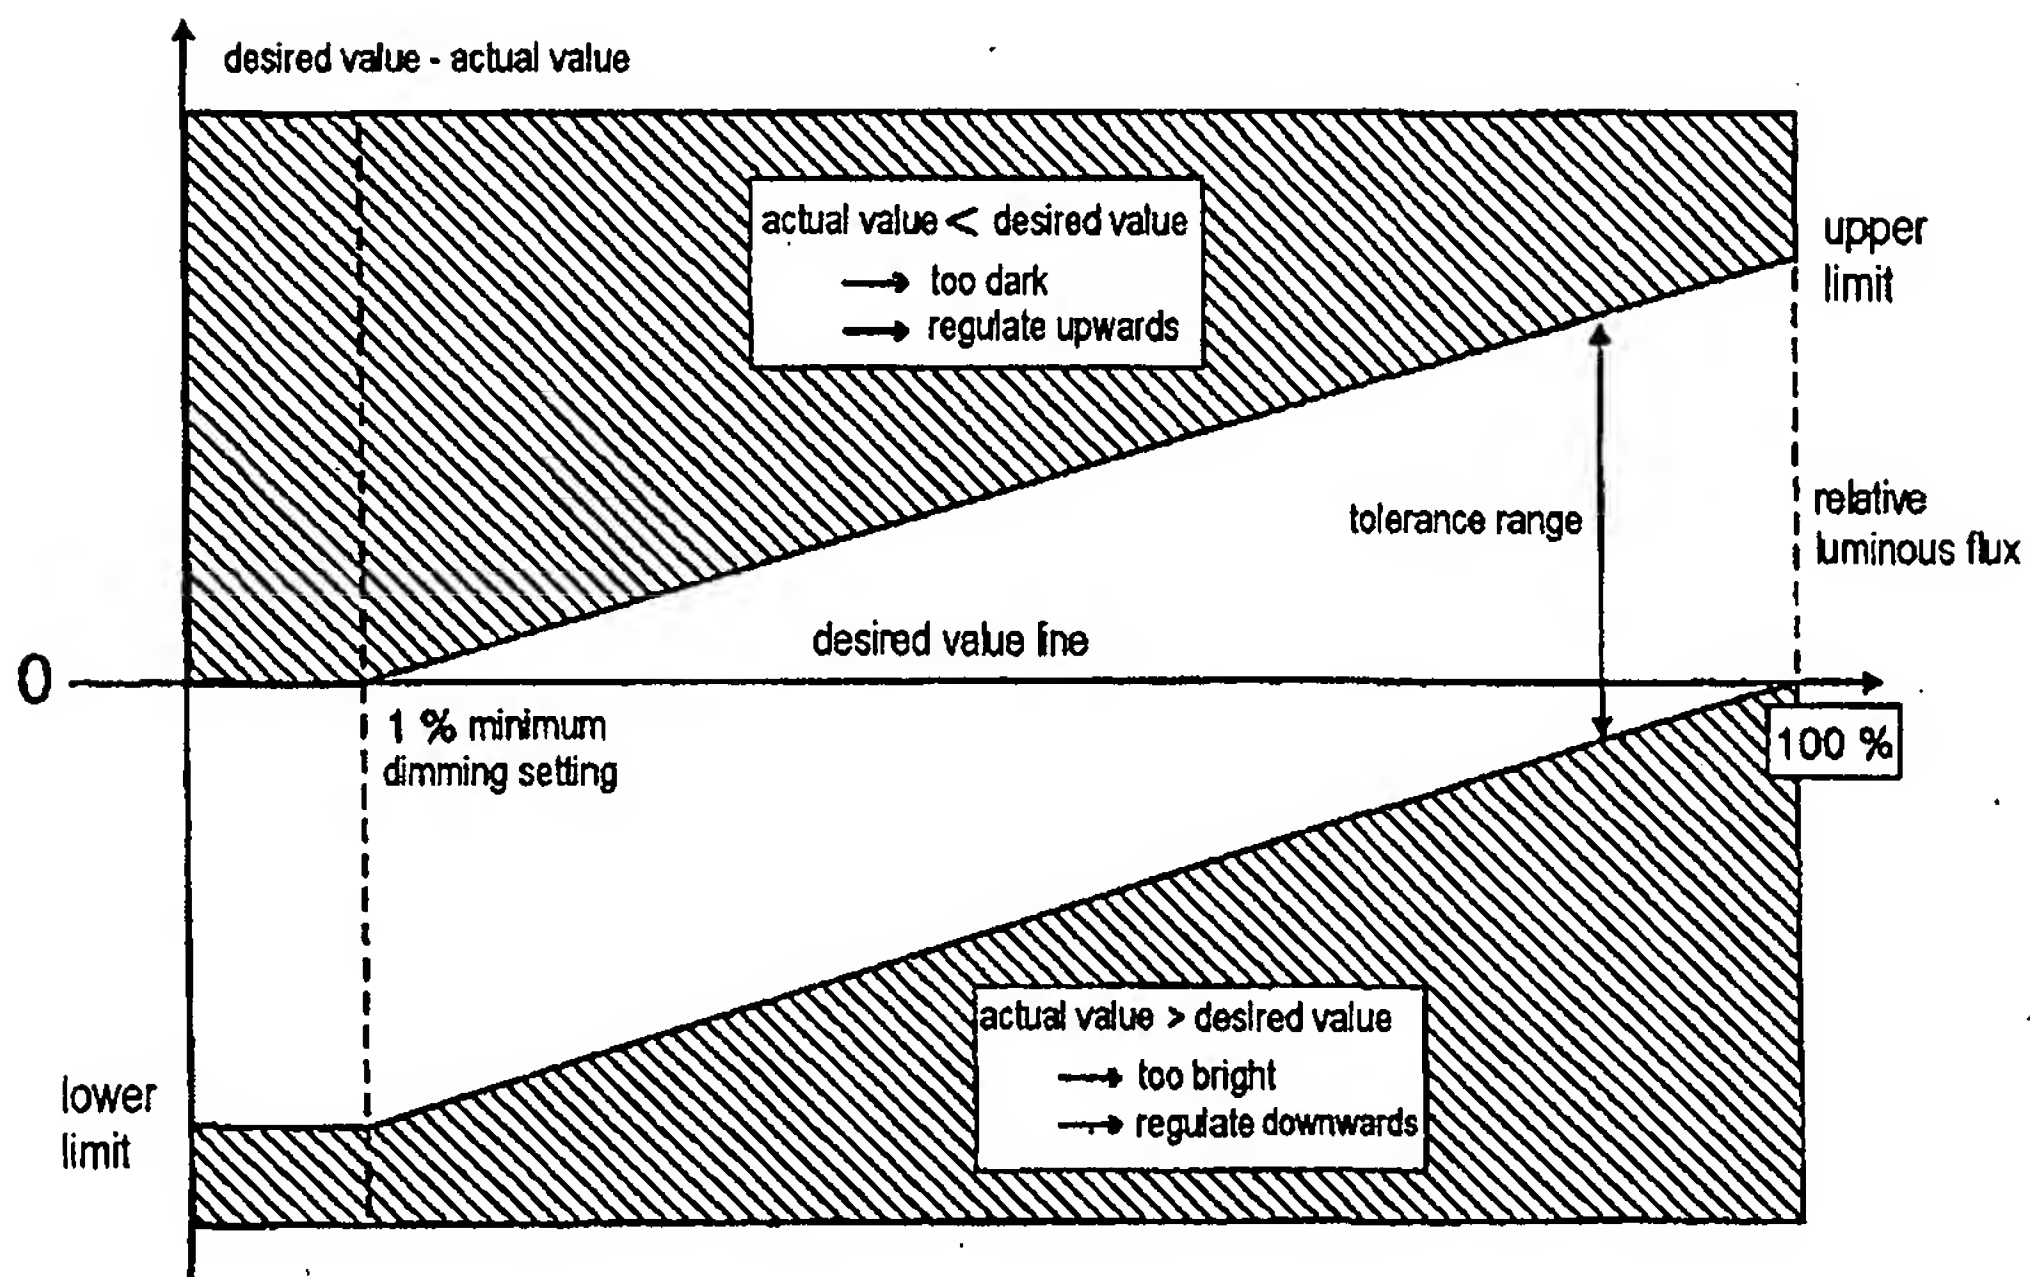 desired value - actual value
actual value < desired value
→ too dark
→ regulate upwards
upper
limit
tolerance range
relative
luminous flux
desired value line
0
1 % minimum
dimming setting
100 %
actual value > desired value
→ too bright
→ regulate downwards
lower
limit